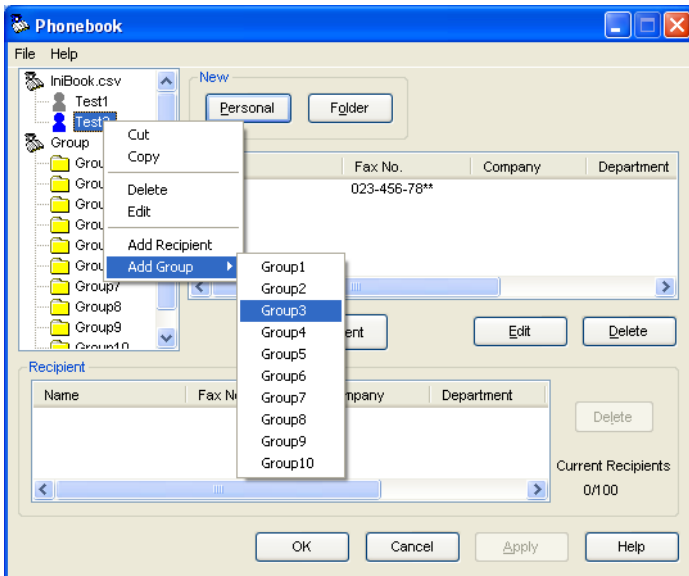 Phonebook
File Help
IniBook.csv
Test1
Group
Group8
Group9
New
Personal Folder
Cut
Copy
Delete
Edit
Add Recipient
Add Group
Group1
Group2
Group3
Group4
Group5
Group6
Group7
Group8
Group9
Group10
Fax No. Company Department
023-456-78**
Edit Delete
Recipient
Name Department
Delete
Current Recipients
0/100
OK Cancel Apply Help